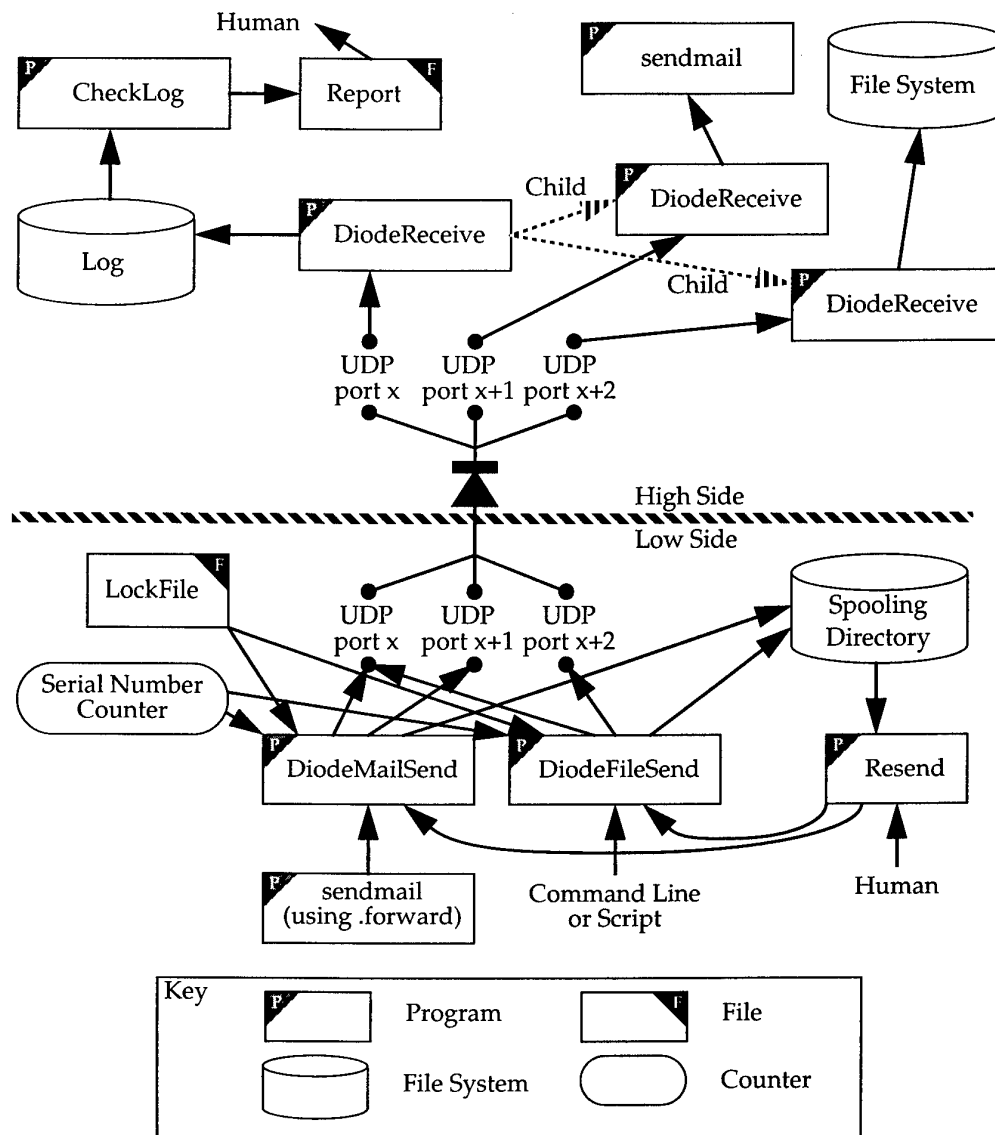 Human
P
CheckLog
Report
F
P
sendmail
File System
Log
P
DiodeReceive
Child
P
DiodeReceive
Child
P
DiodeReceive
UDP
port x
UDP
port x+1
UDP
port x+2
High Side
Low Side
LockFile
F
UDP
port x
UDP
port x+1
UDP
port x+2
Spooling
Directory
Serial Number
Counter
P
DiodeMailSend
P
DiodeFileSend
P
Resend
P
sendmail
(using .forward)
Command Line
or Script
Human
Key
P
Program
F
File
File System
Counter